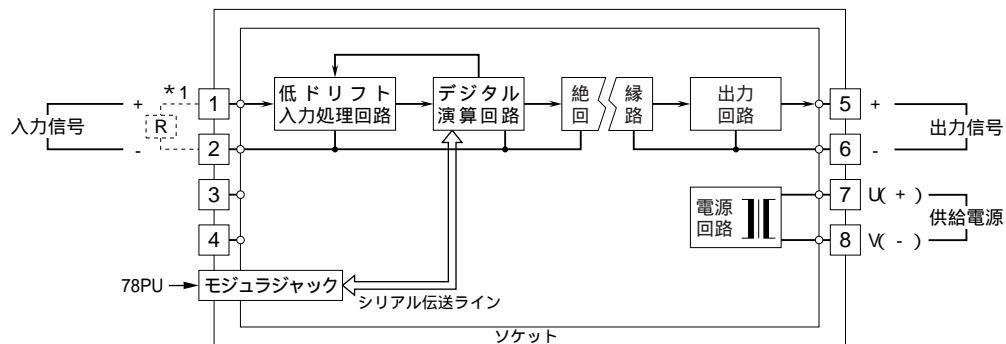 *1
入力信号
+
R
-
1
2
3
4
低ドリフト
入力処理回路
デジタル
演算回路
絶縁
回路
出力
回路
5
+
6
-
出力信号
電源
回路
7
U( + )
8
V( - )
供給電源
78PU
モジュラジャック
シリアル伝送ライン
ソケット